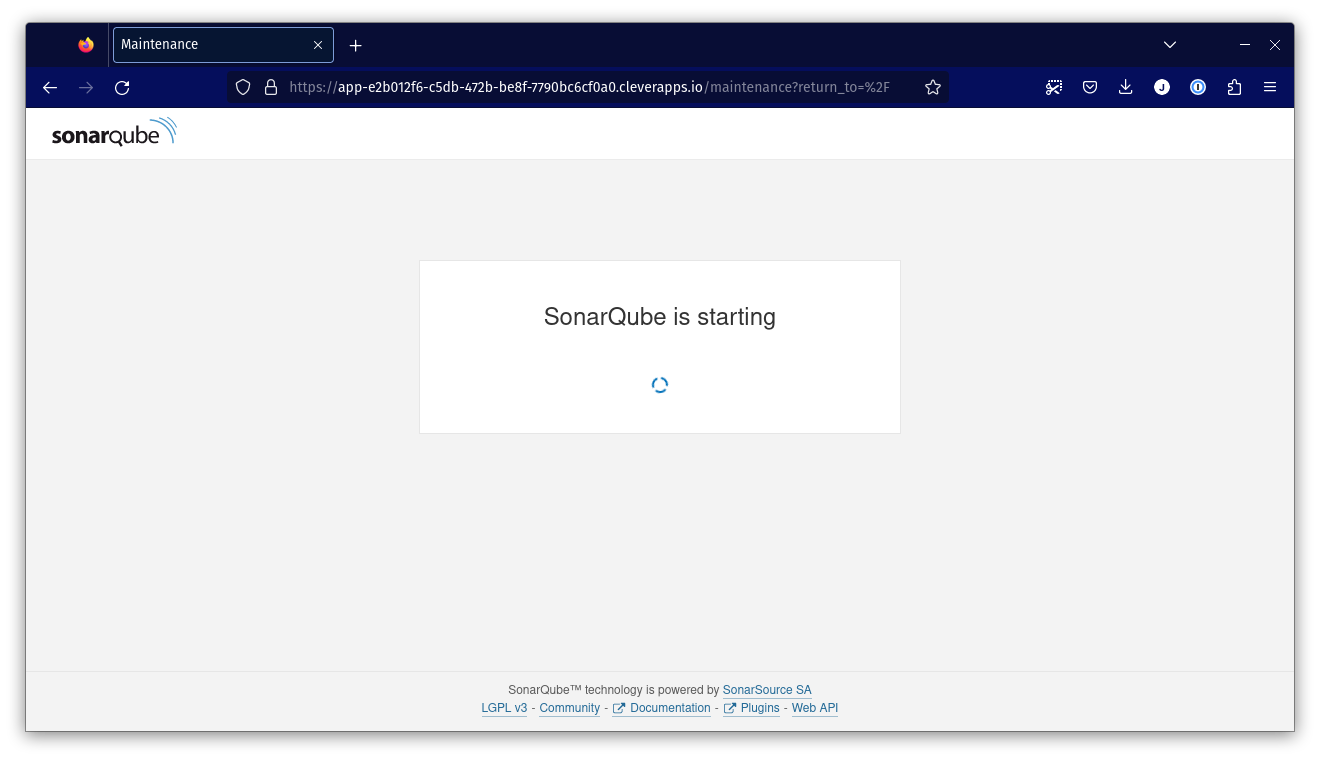 Maintenance
https://app-e2b012f6-c5db-472b-be8f-7790bc6cf0a0.cleverapps.io/maintenance?return_to=%2F
J
sonarqube
SonarQube is starting
SonarQube™ technology is powered by SonarSource SA
LGPL v3 - Community - Documentation - Plugins - Web API